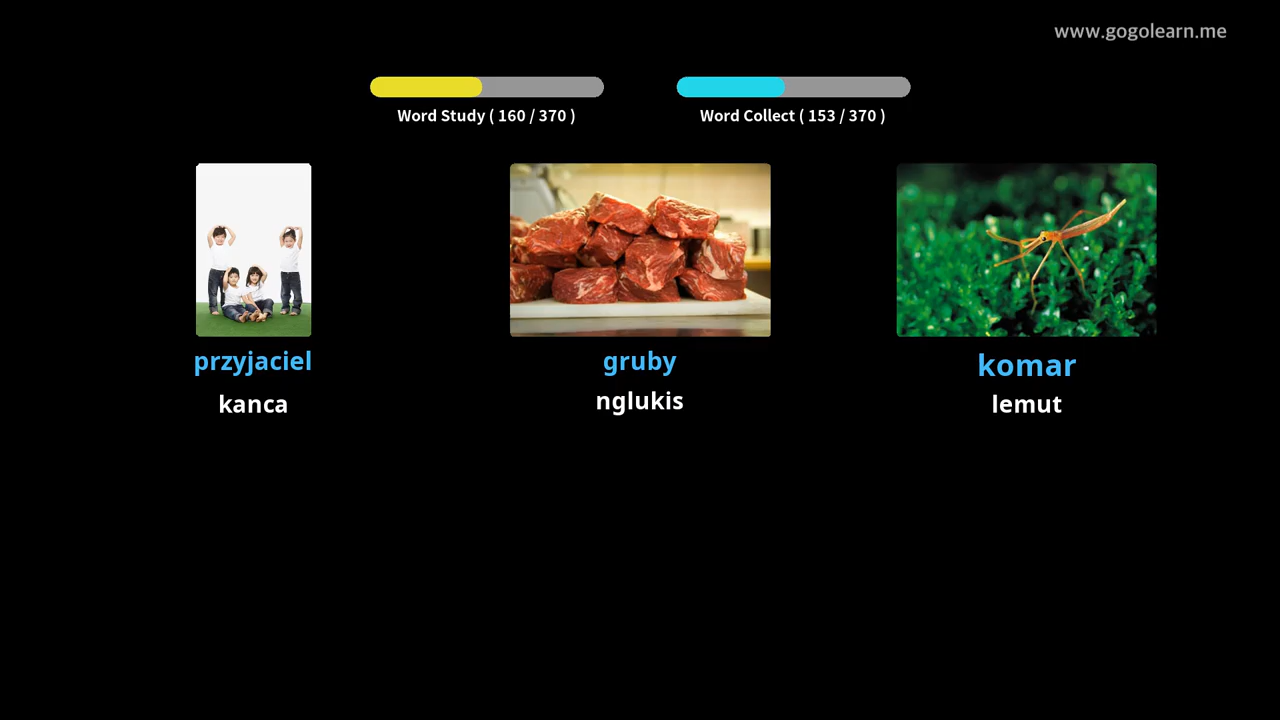 www.gogolearn.me
Word Study ( 160 / 370 )
Word Collect ( 153 / 370 )
przyjaciel
kanca
gruby
nglukis
komar
lemut